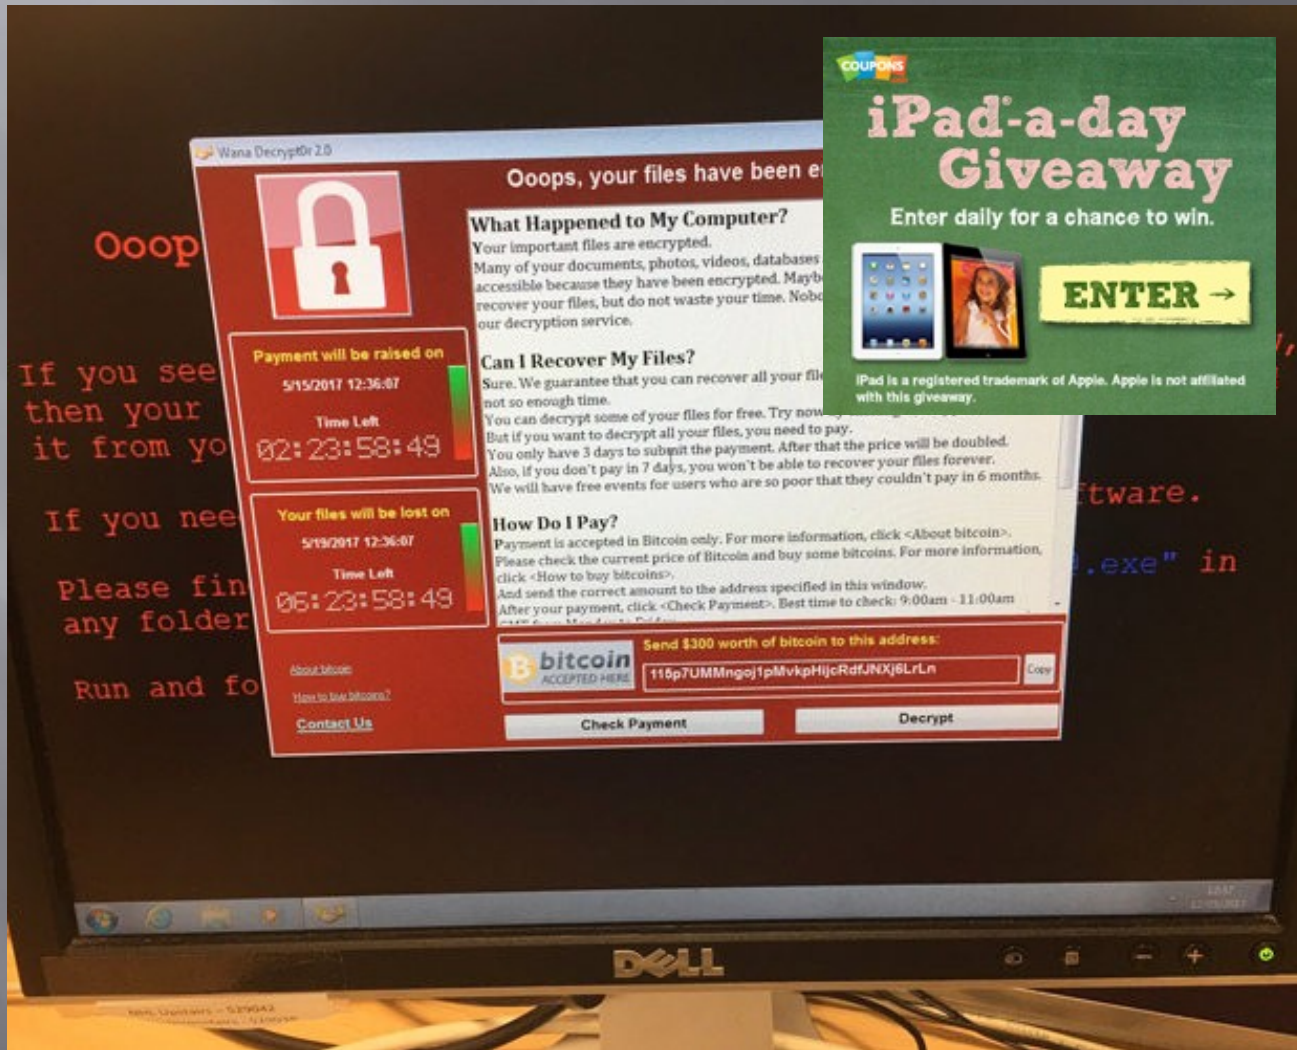 COUPONS
iPad®-a-day
Giveaway
Enter daily for a chance to win.
ENTER →
iPad is a registered trademark of Apple. Apple is not affiliated
with this giveaway.
Wana Decrypt0r 2.0
Ooops, your files have been
What Happened to My Computer?
Your important files are encrypted.
Many of your documents, photos, videos, databases
accessible because they have been encrypted.
recover your files, but do not waste your time.
our decryption service.
Can I Recover My Files?
Sure. We guarantee that you can recover all your
not so enough time.
You can decrypt some of your files for free. Try now
But if you want to decrypt all your files, you need to pay.
You only have 3 days to submit the payment. After that the price will be doubled.
Also, if you don't pay in 7 days, you won't be able to recover your files forever.
We will have free events for users who are so poor that they couldn't pay in 6 months.
How Do I Pay?
Payment is accepted in Bitcoin only. For more information, click <About bitcoin>.
Please check the current price of Bitcoin and buy some bitcoins. For more information,
click <How to buy bitcoins>.
And send the correct amount to the address specified in this window.
After your payment, click <Check Payment>. Best time to check: 9:00am - 11:00am
Payment will be raised on
5/15/2017 12:36:07
Time Left
02:23:58:49
Your files will be lost on
5/19/2017 12:36:07
Time Left
06:23:58:49
About bitcoin
How to buy bitcoins?
Contact Us
bitcoin
ACCEPTED HERE
Send $300 worth of bitcoin to this address:
115p7UMMngoj1pMvkpHijcRdfJNXj6LrLn
Copy
Check Payment
Decrypt
If you see
then your
it from
If you
Please
.exe" in
any folder
Run and
DELL